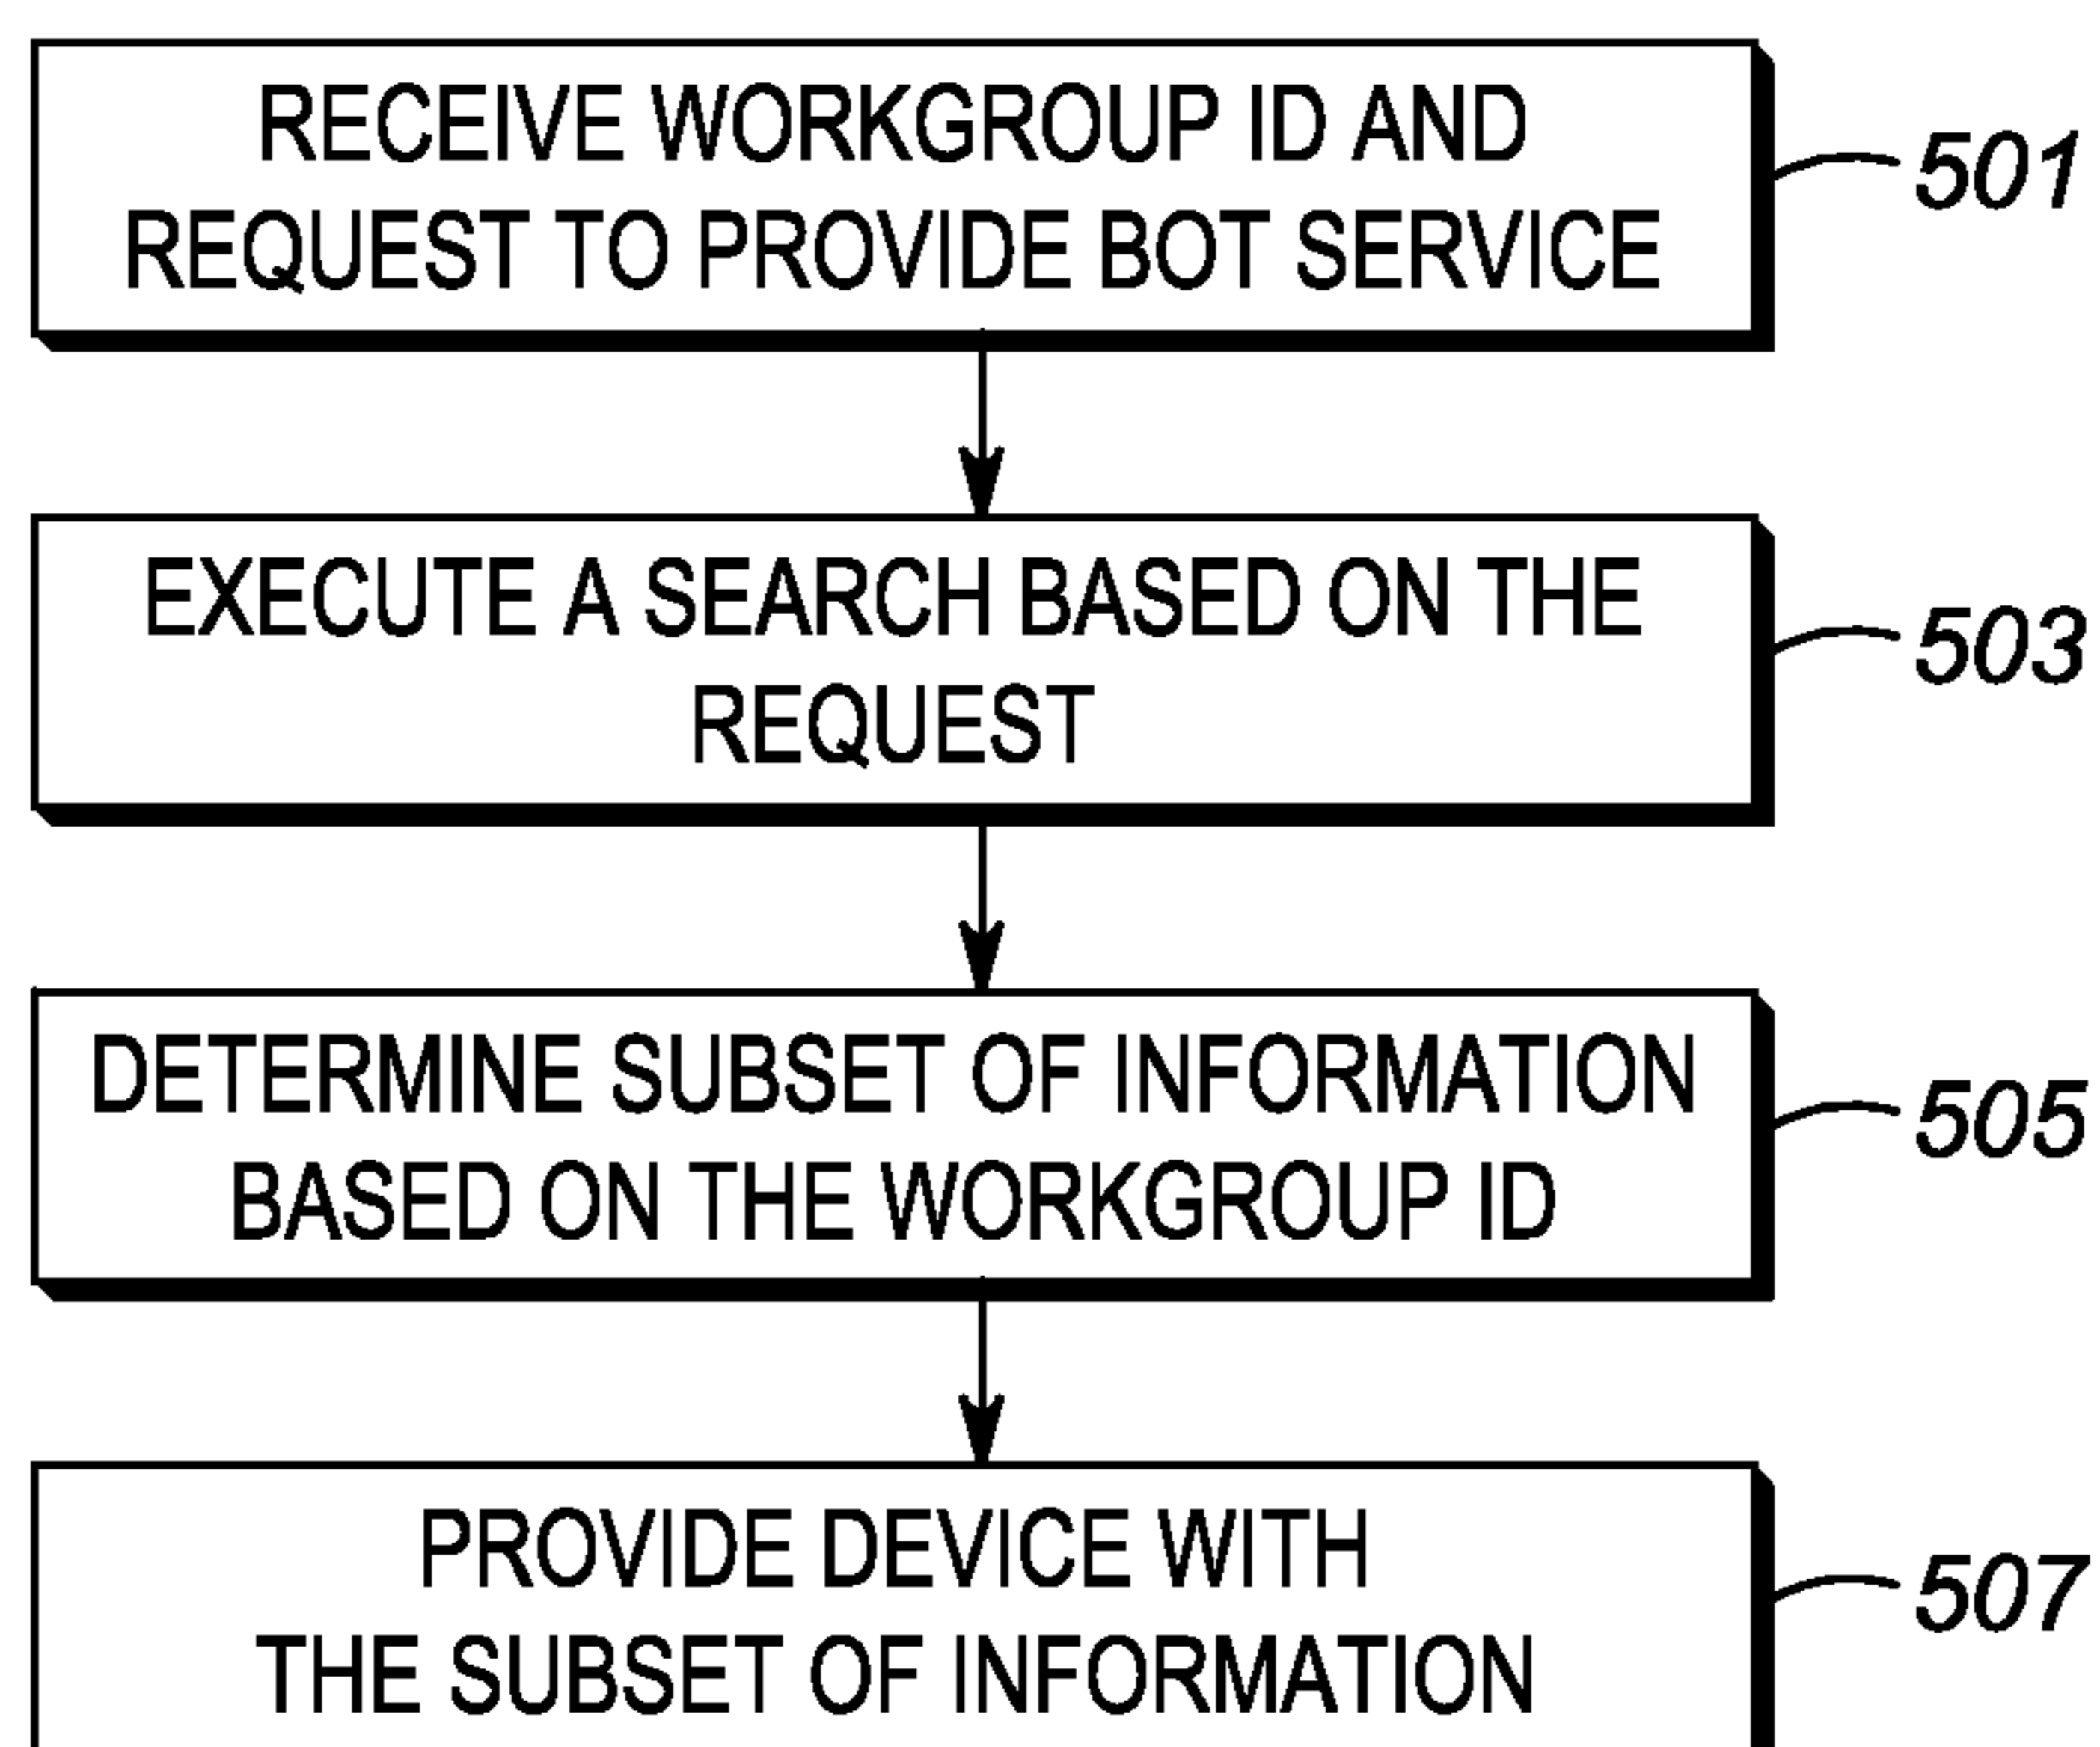 RECEIVE WORKGROUP ID AND
REQUEST TO PROVIDE BOT SERVICE
501
EXECUTE A SEARCH BASED ON THE
REQUEST
503
DETERMINE SUBSET OF INFORMATION
BASED ON THE WORKGROUP ID
505
PROVIDE DEVICE WITH
THE SUBSET OF INFORMATION
507